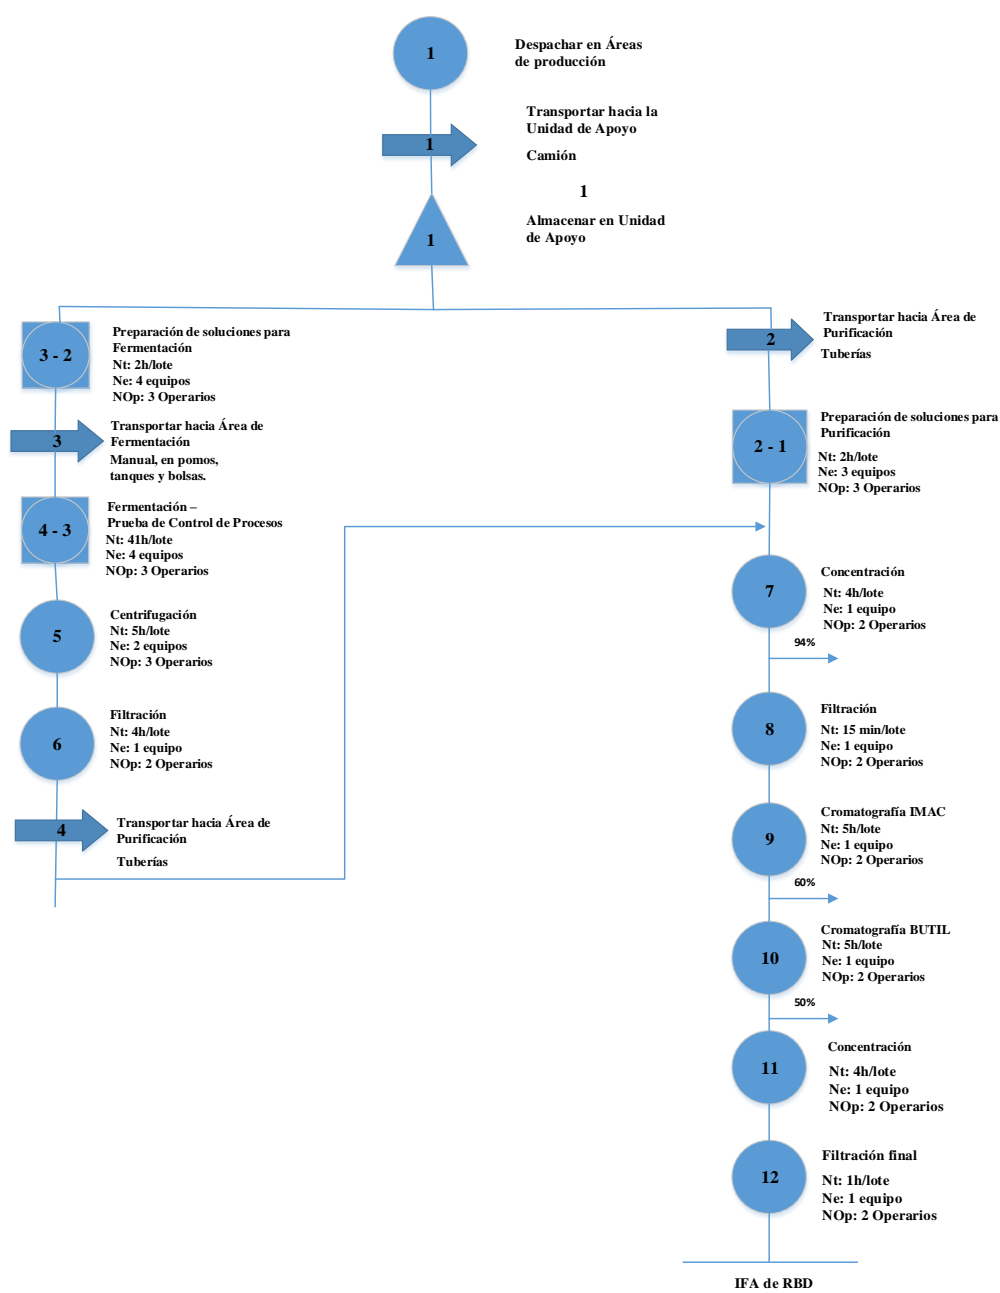 1
Despachar en Áreas
de producción
1
Transportar hacia la
Unidad de Apoyo
Camión
1
1
Almacenar en Unidad
de Apoyo
3 - 2
Preparación de soluciones para
Fermentación
Nt: 2h/lote
Ne: 4 equipos
NOp: 3 Operarios
3
Transportar hacia Área de
Fermentación
Manual, en pomos,
tanques y bolsas.
4 - 3
Fermentación –
Prueba de Control de Procesos
Nt: 41h/lote
Ne: 4 equipos
NOp: 3 Operarios
5
Centrifugación
Nt: 5h/lote
Ne: 2 equipos
NOp: 3 Operarios
6
Filtración
Nt: 4h/lote
Ne: 1 equipo
NOp: 2 Operarios
4
Transportar hacia Área de
Purificación
Tuberías
2
Transportar hacia Área de
Purificación
Tuberías
2 - 1
Preparación de soluciones para
Purificación
Nt: 2h/lote
Ne: 3 equipos
NOp: 3 Operarios
7
Concentración
Nt: 4h/lote
Ne: 1 equipo
NOp: 2 Operarios
94%
8
Filtración
Nt: 15 min/lote
Ne: 1 equipo
NOp: 2 Operarios
9
Cromatografía IMAC
Nt: 5h/lote
Ne: 1 equipo
NOp: 2 Operarios
60%
10
Cromatografía BUTIL
Nt: 5h/lote
Ne: 1 equipo
NOp: 2 Operarios
50%
11
Concentración
Nt: 4h/lote
Ne: 1 equipo
NOp: 2 Operarios
12
Filtración final
Nt: 1h/lote
Ne: 1 equipo
NOp: 2 Operarios
IFA de RBD